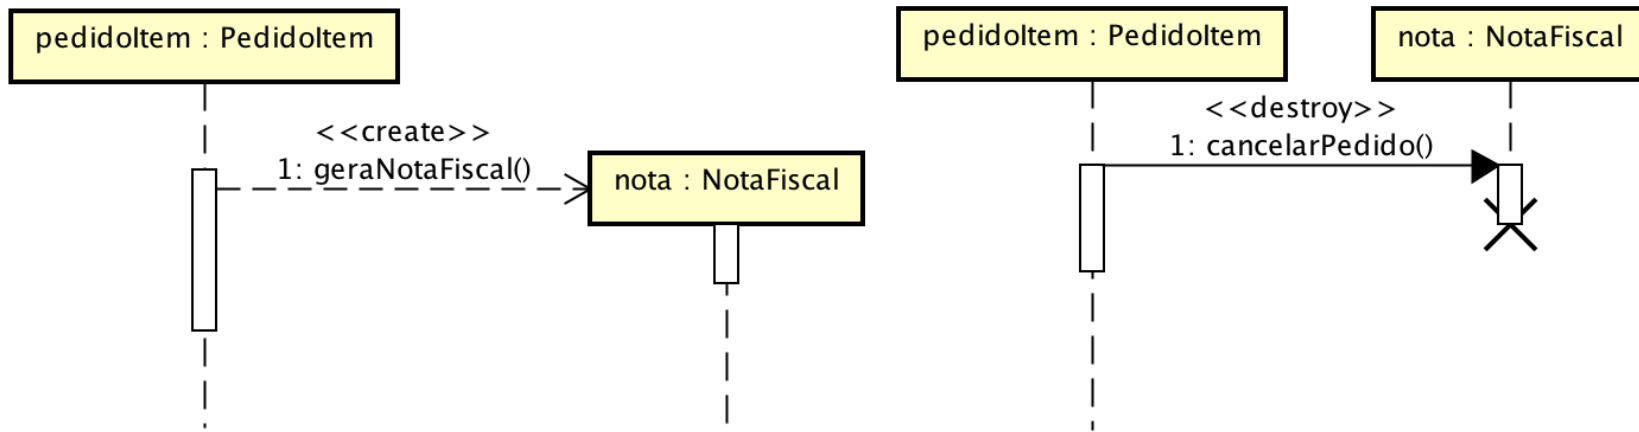 pedidoItem : PedidoItem
<<create>>
1: geraNotaFiscal()
nota : NotaFiscal
pedidoItem : PedidoItem
nota : NotaFiscal
<<destroy>>
1: cancelarPedido()